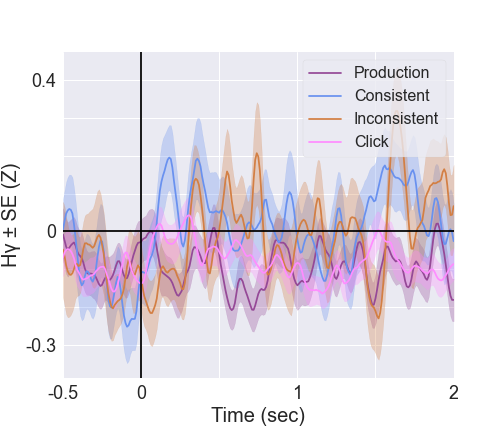 Production
Consistent
Inconsistent
Click
0.4
0
-0.3
Hγ ± SE (Z)
-0.5
0
1
2
Time (sec)